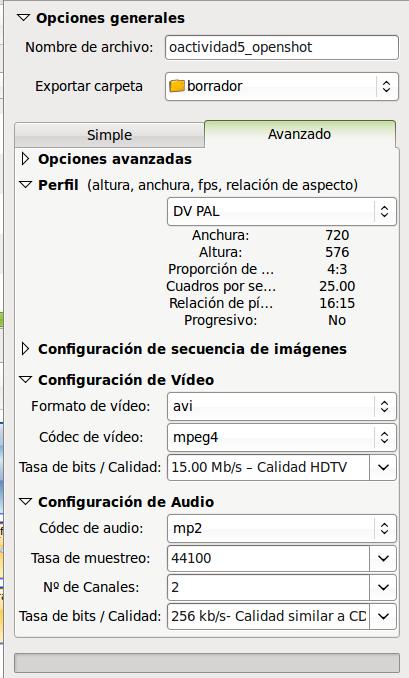 Opciones generales
Nombre de archivo: oactividad5_openshot
Exportar carpeta borrador
Simple Avanzado
Opciones avanzadas
Perfil (altura, anchura, fps, relación de aspecto)
DV PAL
Anchura: 720
Altura: 576
Proporción de ... 4:3
Cuadros por se... 25.00
Relación de pí... 16:15
Progresivo: No
Configuración de secuencia de imágenes
Configuración de Vídeo
Formato de vídeo: avi
Códec de vídeo: mpeg4
Tasa de bits / Calidad: 15.00 Mb/s – Calidad HDTV
Configuración de Audio
Códec de audio: mp2
Tasa de muestreo: 44100
Nº de Canales: 2
Tasa de bits / Calidad: 256 kb/s- Calidad similar a CD